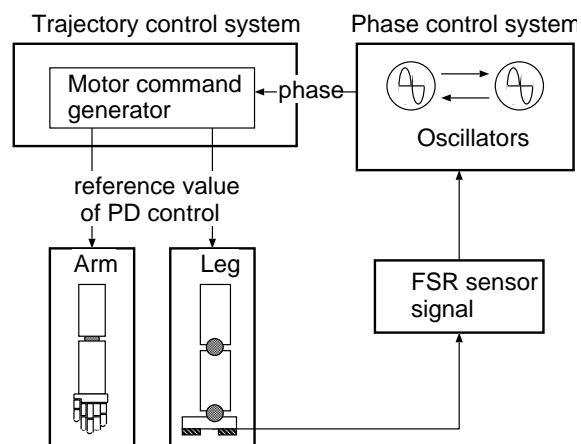 Trajectory control system
Phase control system
Motor command
generator
phase
Oscillators
reference value
of PD control
Arm
Leg
FSR sensor
signal